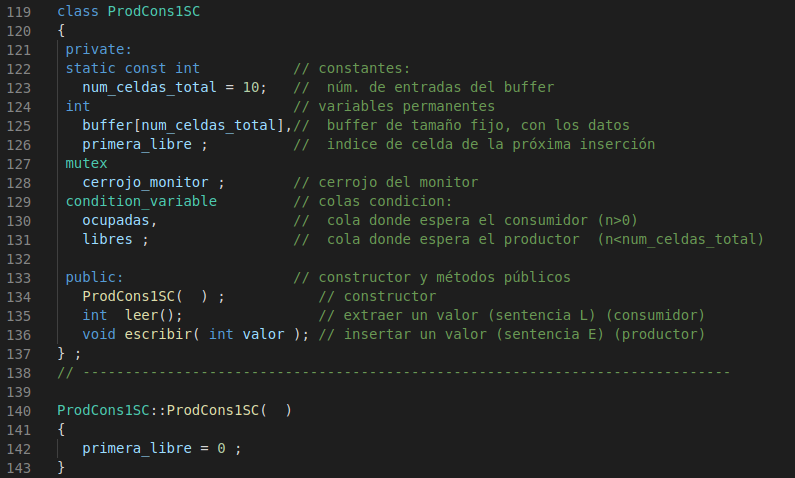 119 class ProdCons1SC
120 {
121 private:
122 static const int // constantes:
123 num_celdas_total = 10; // núm. de entradas del buffer
124 int // variables permanentes
125 buffer[num_celdas_total],// buffer de tamaño fijo, con los datos
126 primera_libre ; // indice de celda de la próxima inserción
127 mutex
128 cerrojo_monitor ; // cerrojo del monitor
129 condition_variable // colas condicion:
130 ocupadas, // cola donde espera el consumidor (n>0)
131 libres ; // cola donde espera el productor (n<num_celdas_total)
132
133 public: // constructor y métodos públicos
134 ProdCons1SC( ) ; // constructor
135 int leer(); // extraer un valor (sentencia L) (consumidor)
136 void escribir( int valor ); // insertar un valor (sentencia E) (productor)
137 } ;
138 // -----------------------------------------------------------------------------
139
140 ProdCons1SC::ProdCons1SC( )
141 {
142 primera_libre = 0 ;
143 }